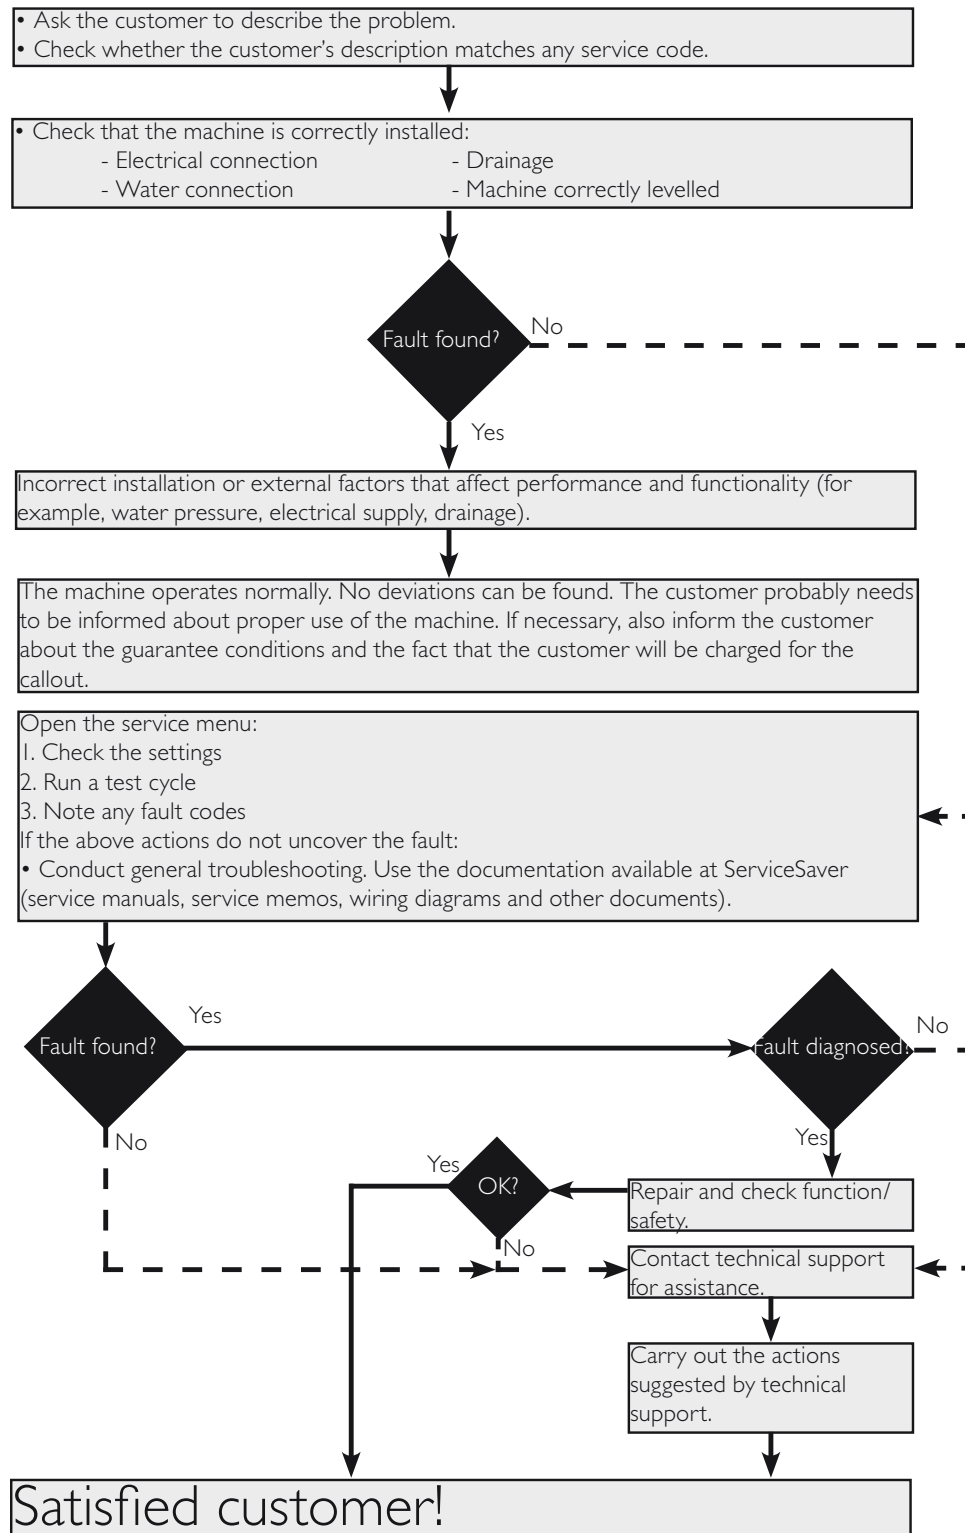 • Ask the customer to describe the problem.
• Check whether the customer's description matches any service code.
• Check that the machine is correctly installed:
- Electrical connection - Drainage
- Water connection - Machine correctly levelled
Fault found?
No
Yes
Incorrect installation or external factors that affect performance and functionality (for
example, water pressure, electrical supply, drainage).
The machine operates normally. No deviations can be found. The customer probably needs
to be informed about proper use of the machine. If necessary, also inform the customer
about the guarantee conditions and the fact that the customer will be charged for the
callout.
Open the service menu:
1. Check the settings
2. Run a test cycle
3. Note any fault codes
If the above actions do not uncover the fault:
• Conduct general troubleshooting. Use the documentation available at ServiceSaver
(service manuals, service memos, wiring diagrams and other documents).
Fault found?
Yes
Fault diagnosed?
No
No
Yes
Yes
OK?
No
Repair and check function/
safety.
Contact technical support
for assistance.
Carry out the actions
suggested by technical
support.
Satisfied customer!